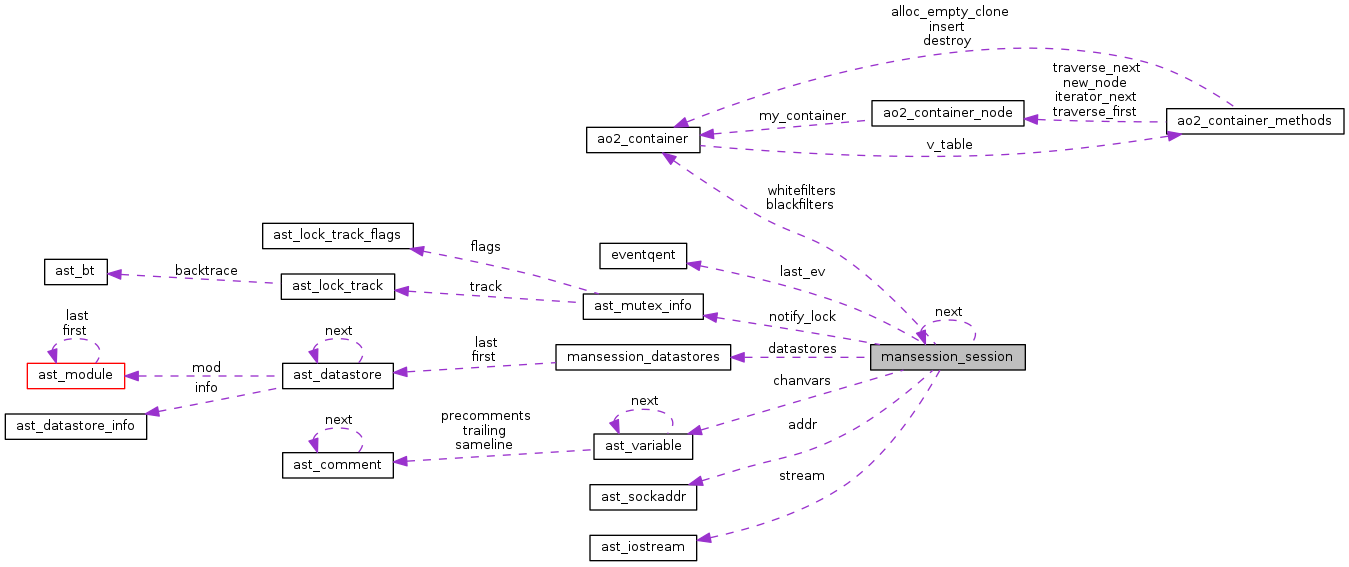 alloc_empty_clone
insert
destroy
traverse_next
new_node
iterator_next
traverse_first
ao2_container_node
ao2_container_methods
my_container
ao2_container
v_table
whitefilters
blackfilters
ast_lock_track_flags
flags
eventqent
last_ev
ast_bt
backtrace
ast_lock_track
track
ast_mutex_info
notify_lock
next
last
first
next
last
first
mansession_datastores
datastores
mansession_session
ast_module
mod
ast_datastore
info
chanvars
next
ast_datastore_info
next
precomments
trailing
sameline
ast_variable
addr
ast_comment
stream
ast_sockaddr
ast_iostream